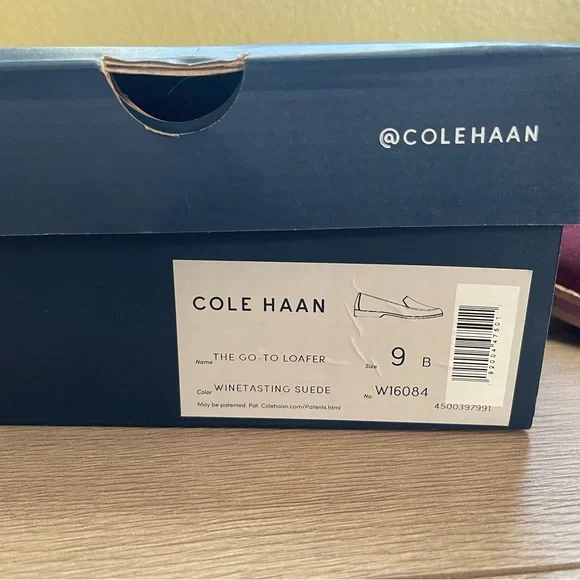 @COLEHAAN
COLE HAAN
Name THE GO-TO LOAFER
Size 9 B
Color WINETASTING SUEDE
No. W16084
May be patented. Pat. Colehaan.com/Patents.html
4500397991
192004475011